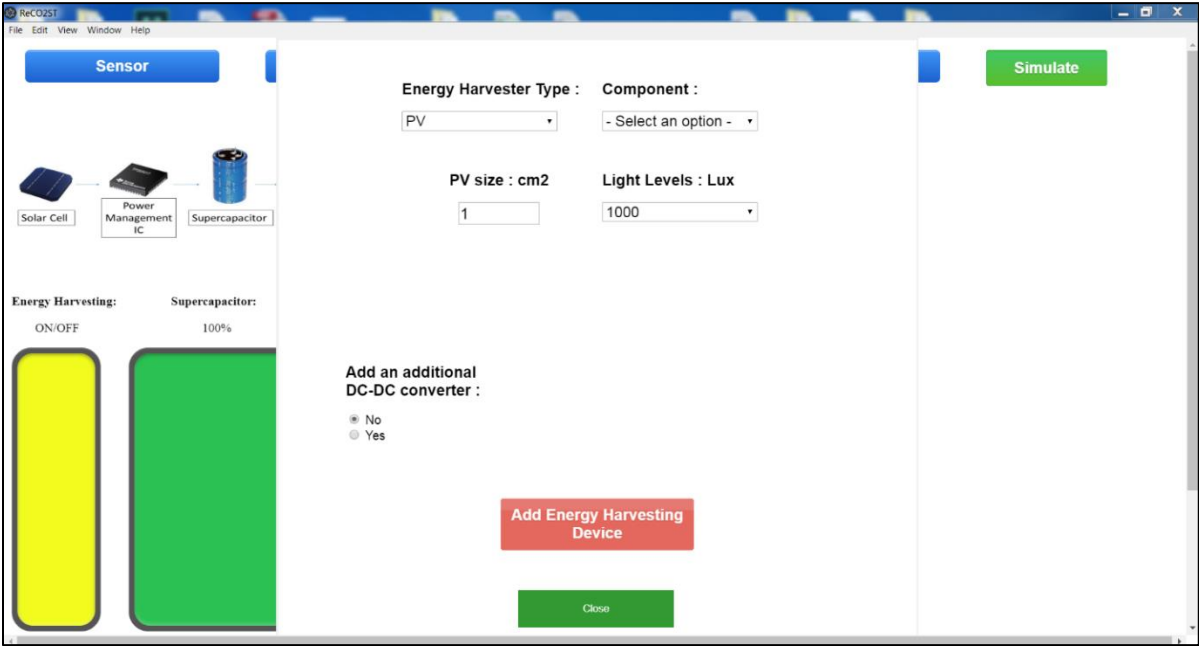 ReCO2ST
File Edit View Window Help
Sensor
Simulate
Energy Harvester Type : Component :
PV - Select an option -
PV size : cm2 Light Levels : Lux
1 1000
Solar Cell
Power
Management
IC
Supercapacitor
Energy Harvesting: Supercapacitor:
ON/OFF 100%
Add an additional
DC-DC converter :
No
Yes
Add Energy Harvesting
Device
Close